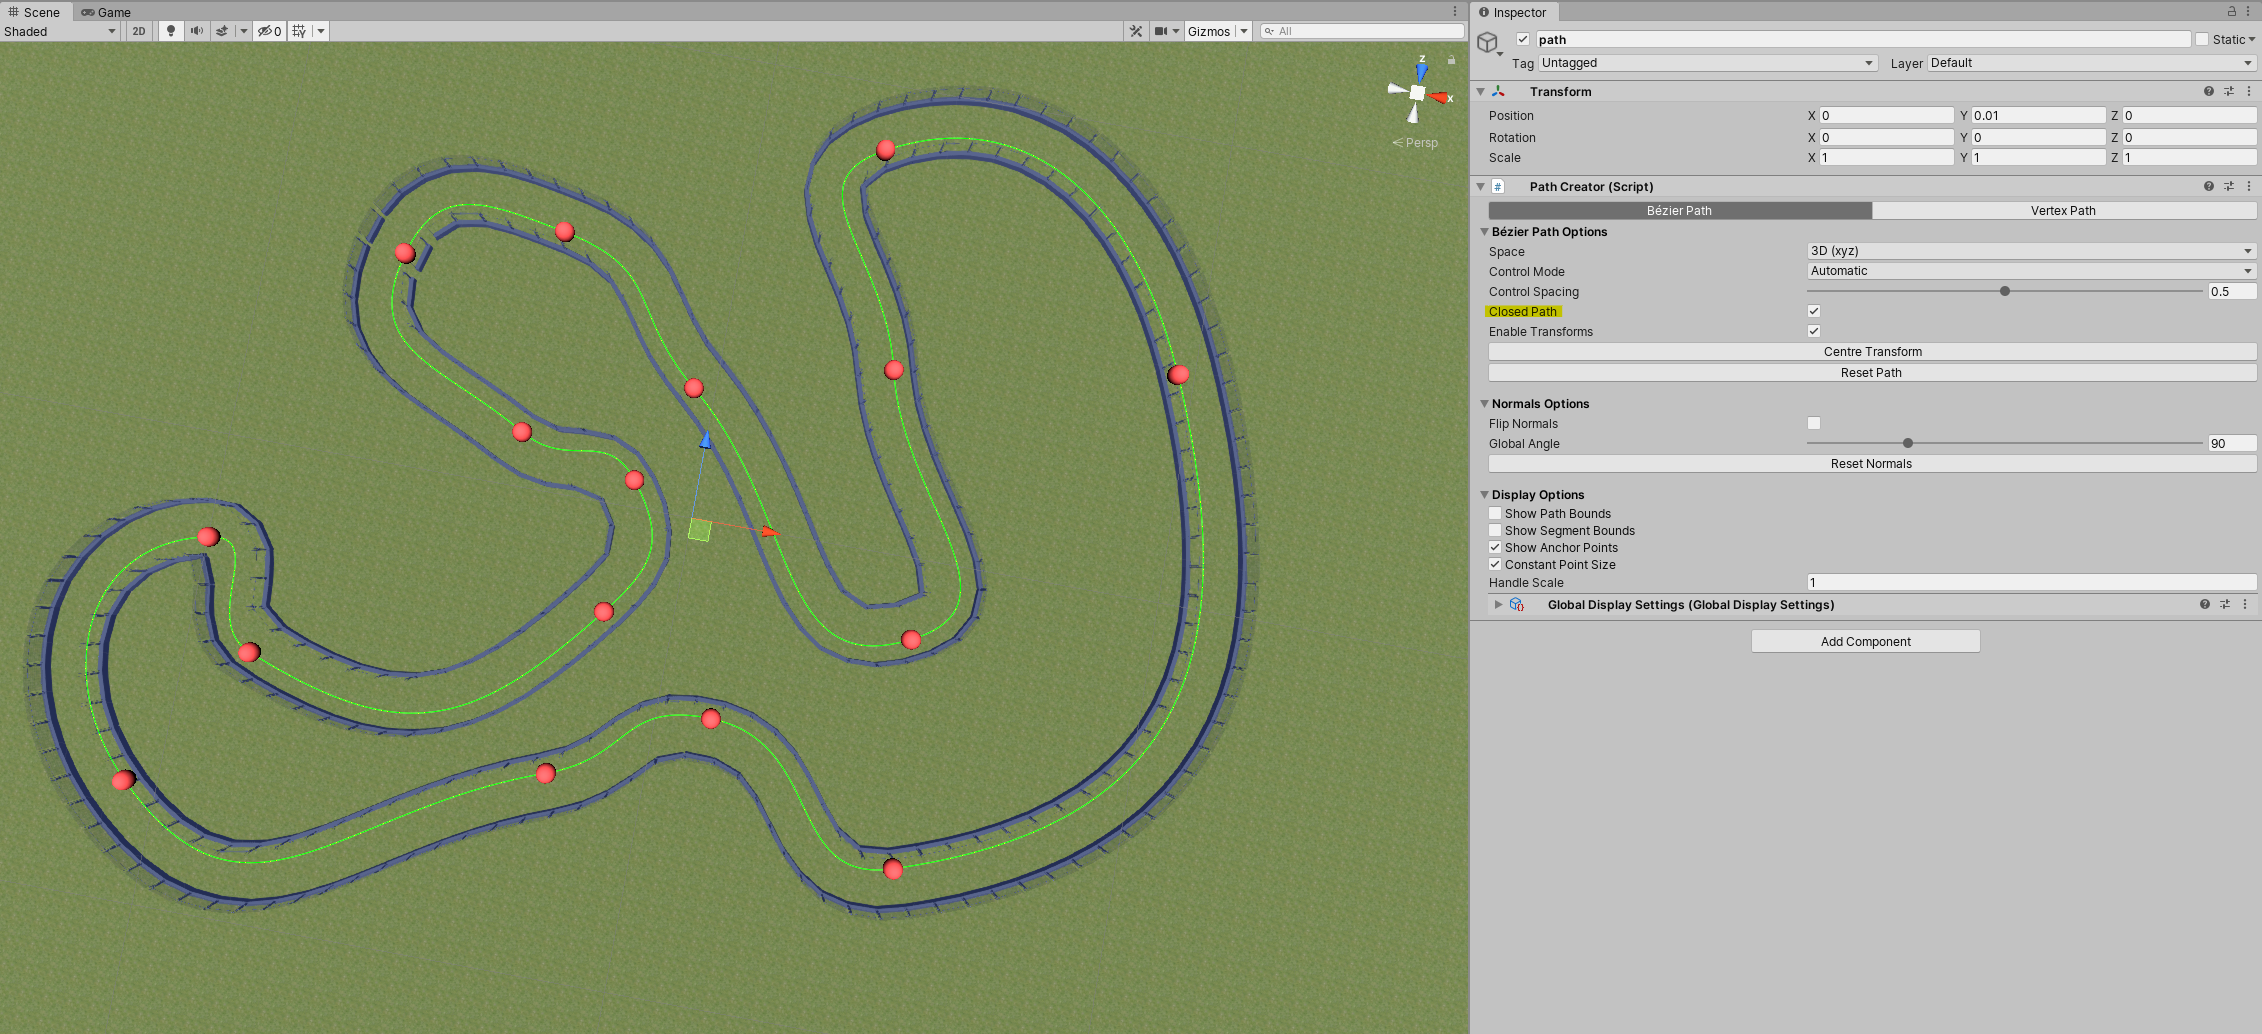 Scene Game
Shaded 2D 0 Gizmos All
z
x
Persp
Inspector
path Static
Tag Untagged Layer Default
Transform
Position X 0 Y 0.01 Z 0
Rotation X 0 Y 0 Z 0
Scale X 1 Y 1 Z 1
# Path Creator (Script)
Bézier Path Vertex Path
Bézier Path Options
Space 3D (xyz)
Control Mode Automatic
Control Spacing 0.5
Closed Path
Enable Transforms
Centre Transform
Reset Path
Normals Options
Flip Normals
Global Angle 90
Reset Normals
Display Options
Show Path Bounds
Show Segment Bounds
Show Anchor Points
Constant Point Size
Handle Scale 1
Global Display Settings (Global Display Settings)
Add Component